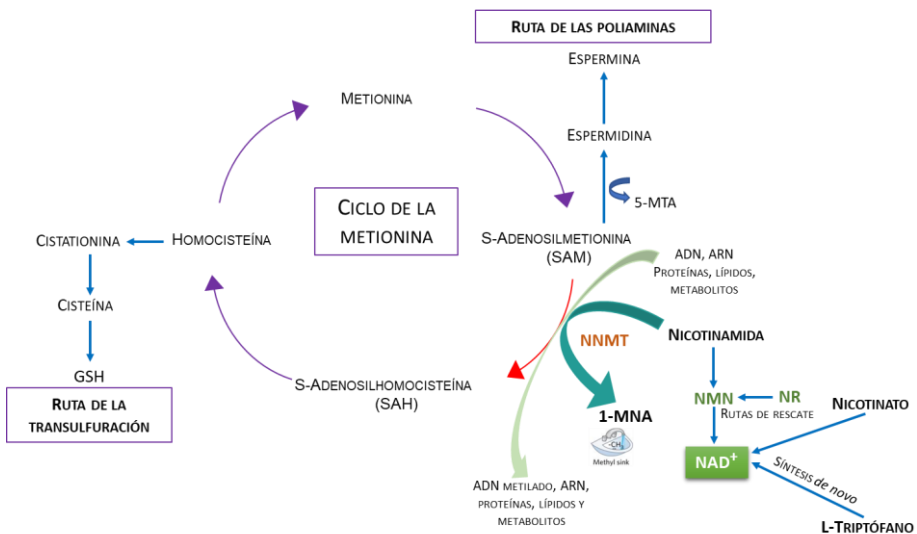 RUTA DE LAS POLIAMINAS
ESPERMINA
METIONINA
ESPERMIDINA
5-MTA
CICLO DE LA
METIONINA
CISTATIONINA
HOMOCISTEÍNA
S-ADENOSILMETIONINA
(SAM)
ADN, ARN
PROTEÍNAS, LÍPIDOS,
METABOLITOS
CISTEÍNA
NNMT
NICOTINAMIDA
GSH
RUTA DE LA
TRANSULFURACIÓN
S-ADENOSILHOMOCISTEÍNA
(SAH)
1-MNA
-CH₃
Methyl sink
NMN
NR
RUTAS DE RESCATE
NICOTINATO
NAD⁺
SÍNTESIS de novo
L-TRIPTÓFANO
ADN METILADO, ARN,
PROTEÍNAS, LÍPIDOS Y
METABOLITOS